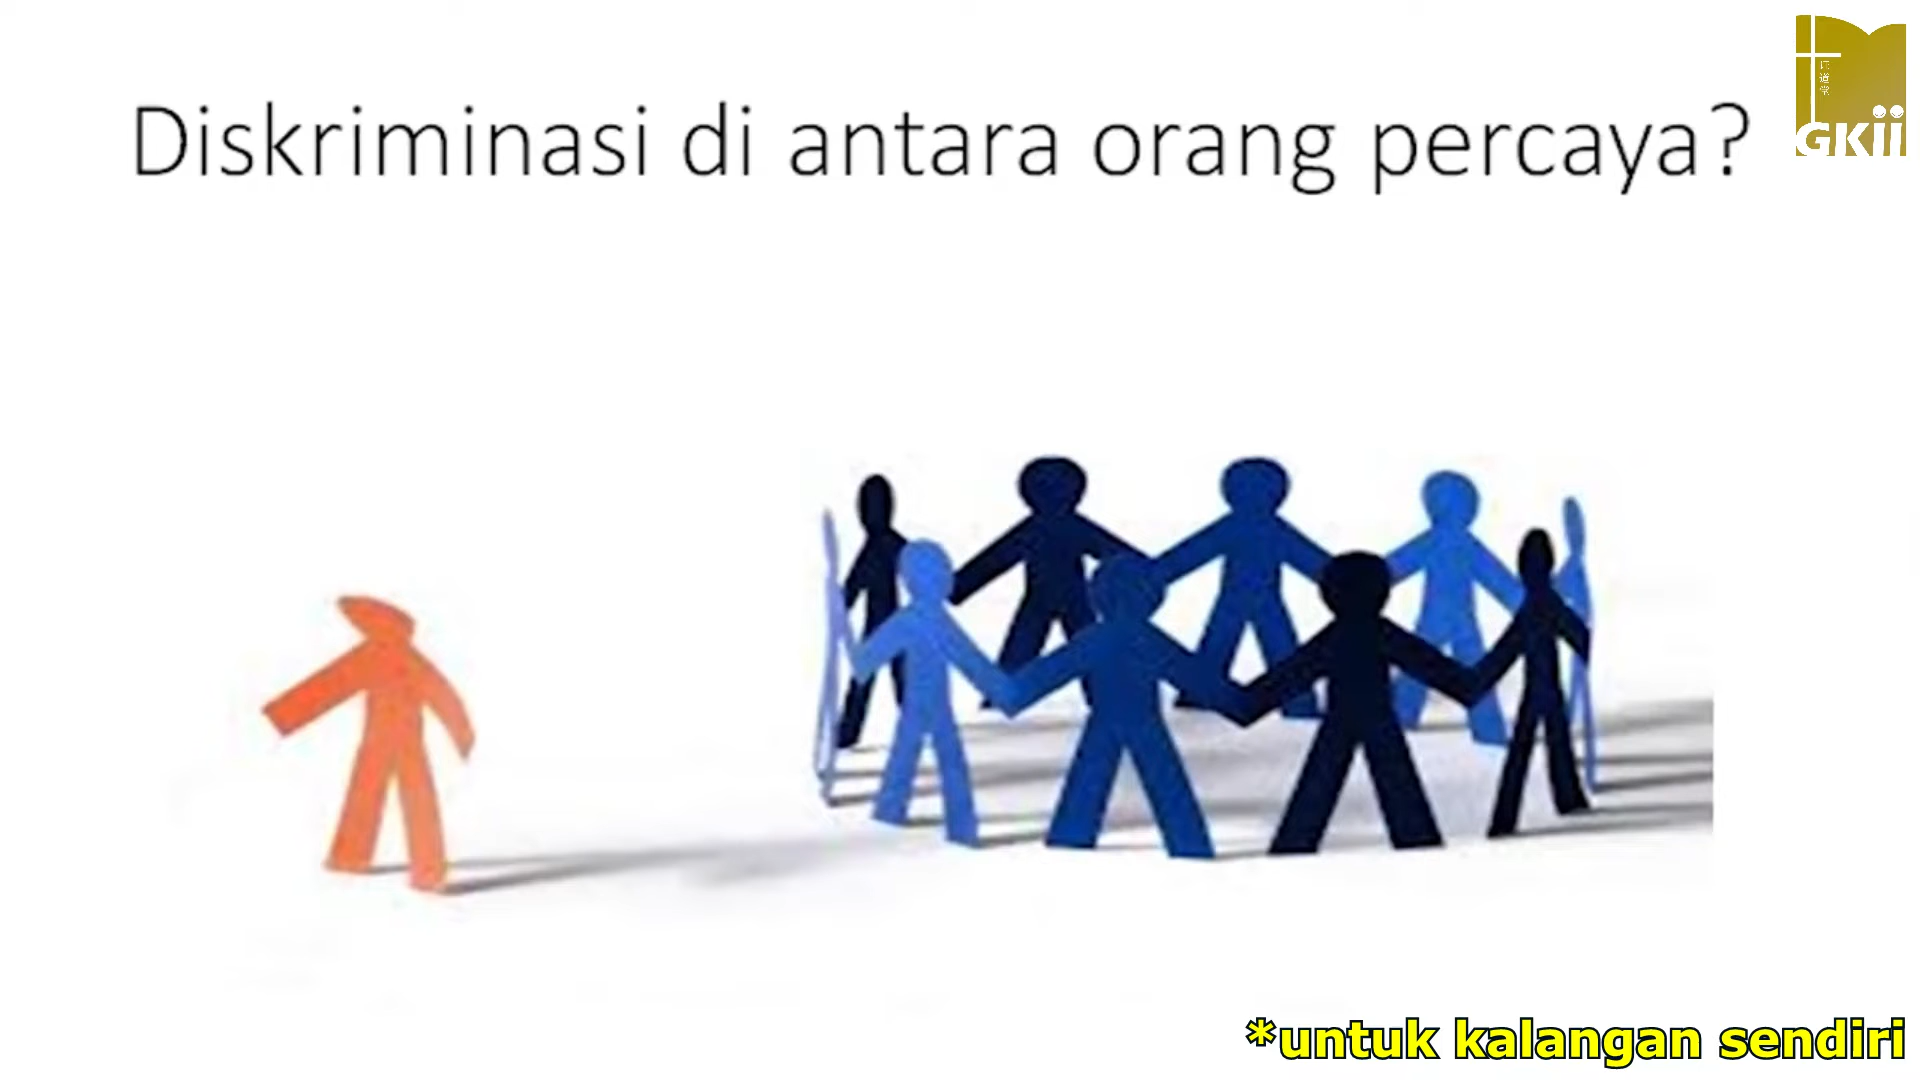 Diskriminasi di antara orang percaya?
GKii
*untuk kalangan sendiri